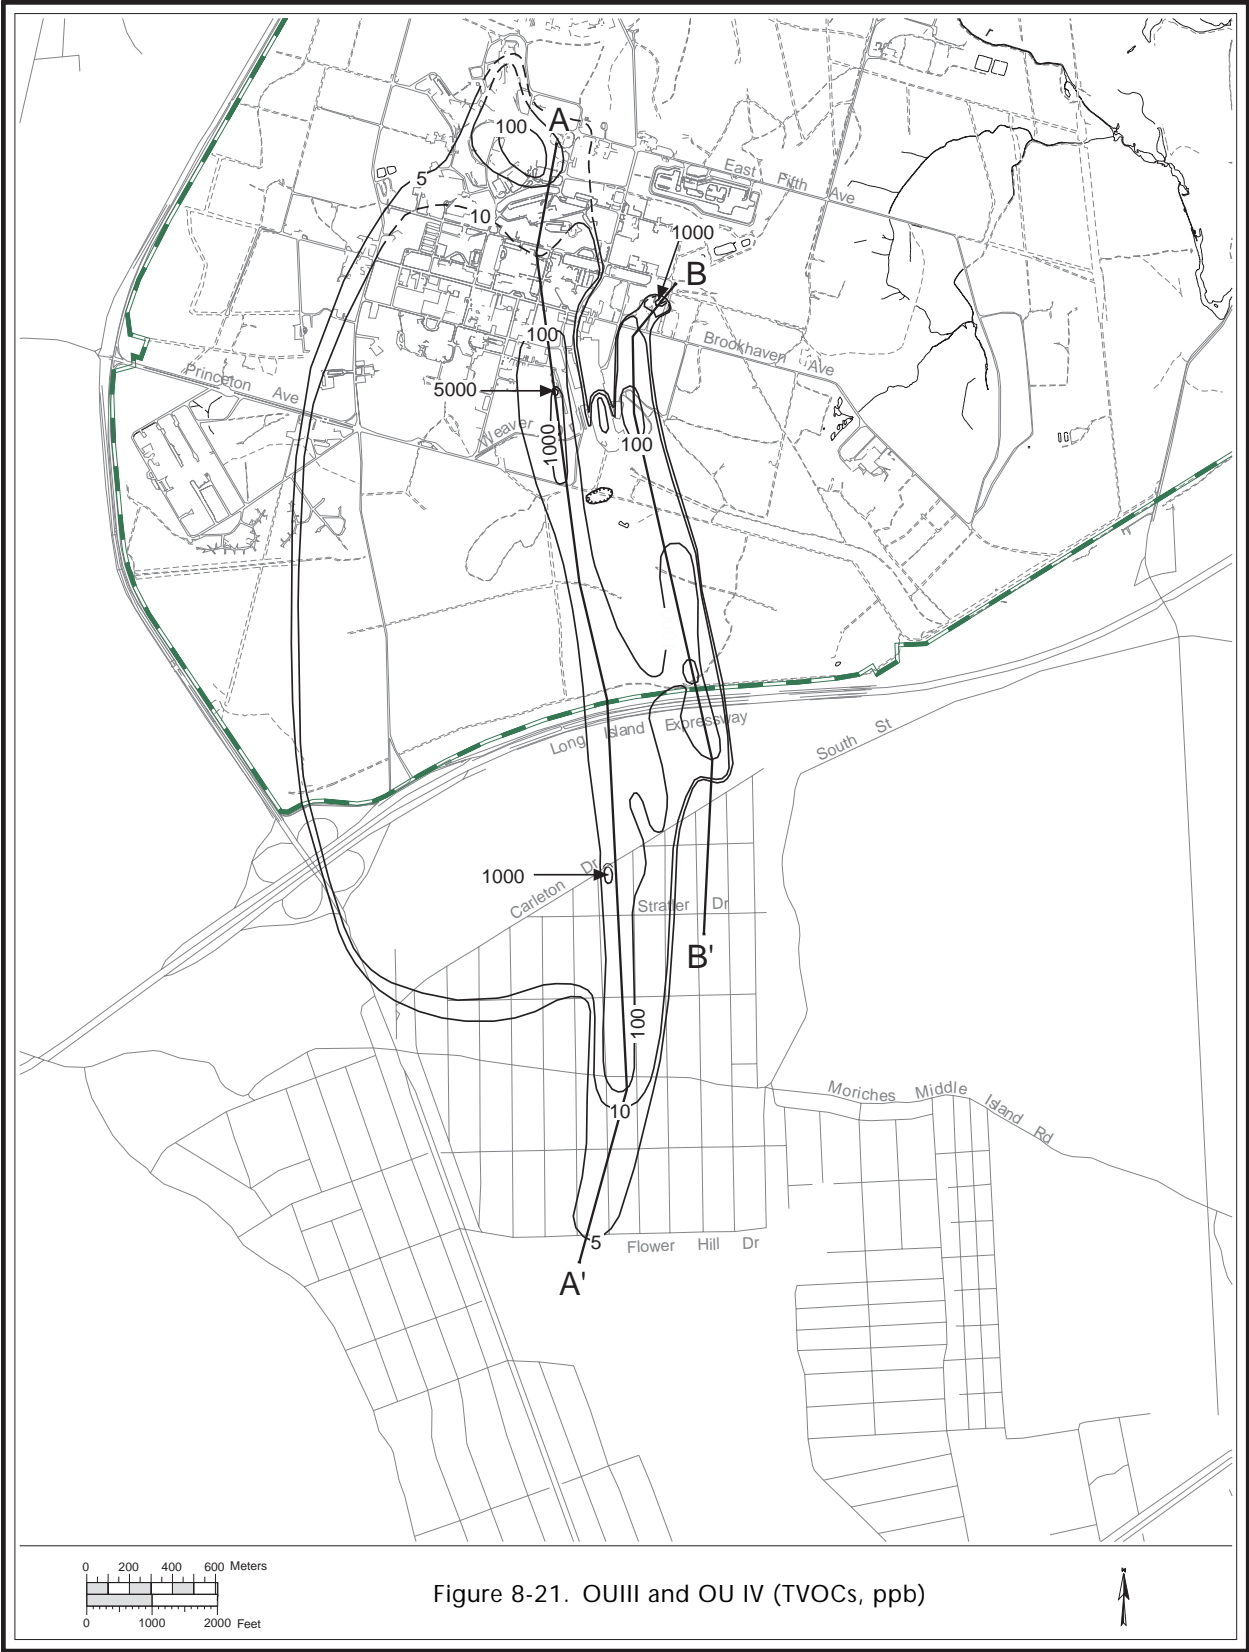 r
100
A
5
10
East Fifth Ave
1000
B
100
Brookhaven Ave
Princeton Ave
5000
Weaver
1000
100
Long Island Expressway
South St
1000
Carleton Dr
Stratler Dr
B'
100
10
Moriches Middle Island Rd
5
Flower Hill Dr
A'
0 200 400 600 Meters
0 1000 2000 Feet
Figure 8-21. OUIII and OU IV (TVOCs, ppb)